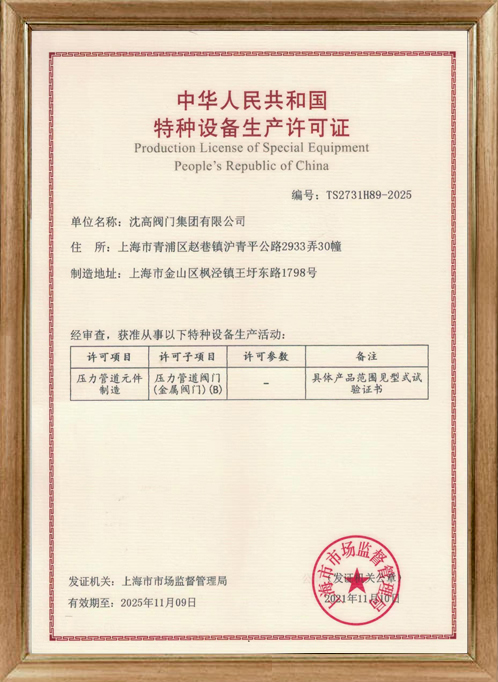 中华人民共和国
特种设备生产许可证
Production License of Special Equipment
People's Republic of China
编号：TS2731H89-2025
单位名称：沈高阀门集团有限公司
住　所：上海市青浦区赵巷镇沪青平公路2933弄30幢
制造地址：上海市金山区枫泾镇王圩东路1798号
经审查，获准从事以下特种设备生产活动：
许可项目 许可子项目 许可参数 备注
压力管道元件制造 压力管道阀门(金属阀门)(B) - 具体产品范围见型式试验证书
上海市市场监督管理局
发证机关：上海市市场监督管理局 （发证机关公章）
有效期至：2025年11月09日 2021年11月10日